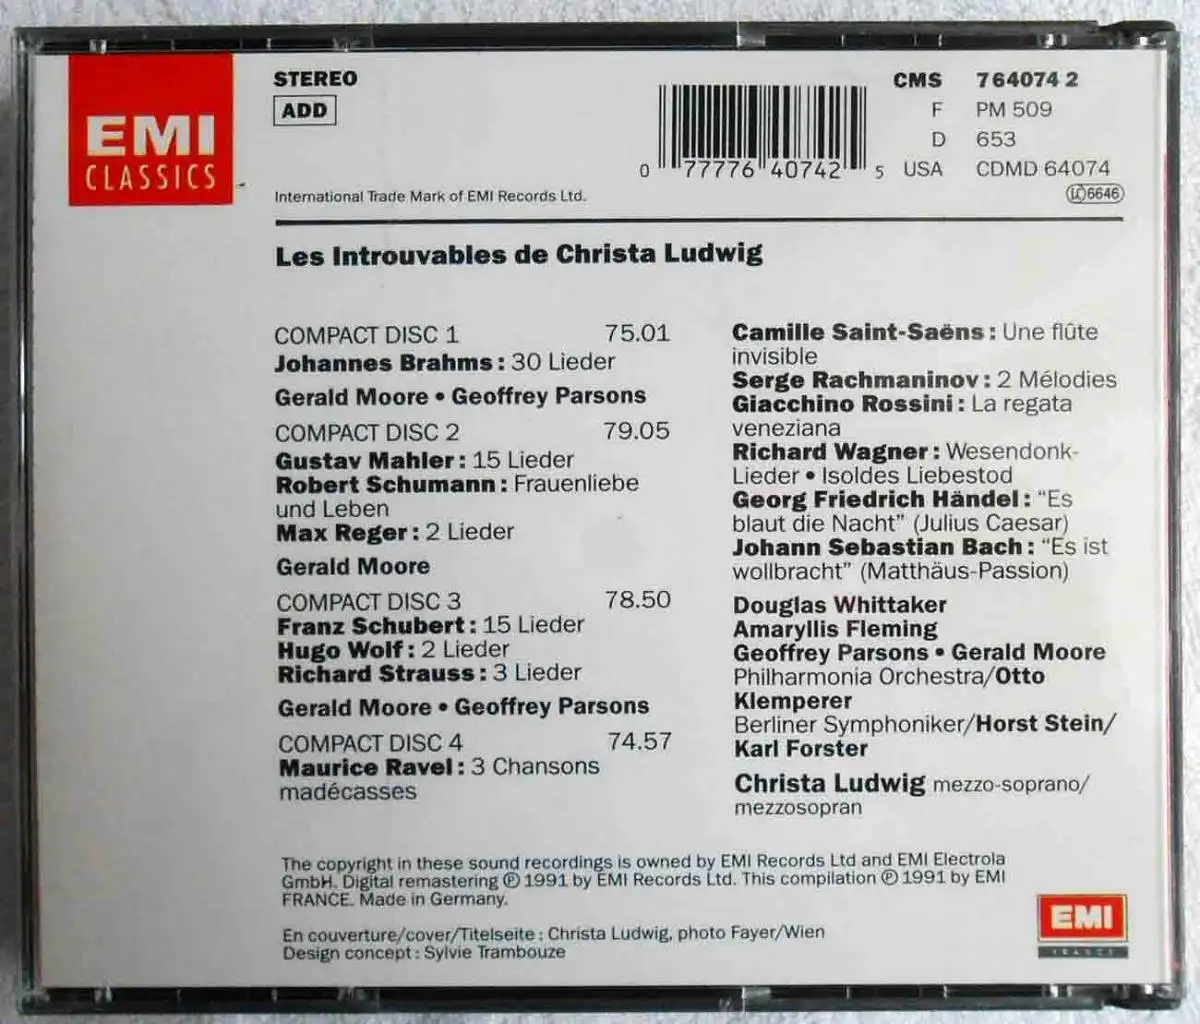 EMI
CLASSICS
STEREO
ADD
International Trade Mark of EMI Records Ltd.
0 77776 40742 5
CMS 7 64074 2
F PM 509
D 653
USA CDMD 64074
LC 6646
Les Introuvables de Christa Ludwig
COMPACT DISC 1 75.01
Johannes Brahms : 30 Lieder
Gerald Moore • Geoffrey Parsons
COMPACT DISC 2 79.05
Gustav Mahler : 15 Lieder
Robert Schumann : Frauenliebe
und Leben
Max Reger : 2 Lieder
Gerald Moore
COMPACT DISC 3 78.50
Franz Schubert : 15 Lieder
Hugo Wolf : 2 Lieder
Richard Strauss : 3 Lieder
Gerald Moore • Geoffrey Parsons
COMPACT DISC 4 74.57
Maurice Ravel : 3 Chansons
madécasses
Camille Saint-Saëns : Une flûte
invisible
Serge Rachmaninov : 2 Mélodies
Giacchino Rossini : La regata
veneziana
Richard Wagner : Wesendonk-
Lieder • Isoldes Liebestod
Georg Friedrich Händel : “Es
blaut die Nacht” (Julius Caesar)
Johann Sebastian Bach : “Es ist
wollbracht” (Matthäus-Passion)
Douglas Whittaker
Amaryllis Fleming
Geoffrey Parsons • Gerald Moore
Philharmonia Orchestra/Otto
Klemperer
Berliner Symphoniker/Horst Stein/
Karl Forster
Christa Ludwig mezzo-soprano/
mezzosopran
The copyright in these sound recordings is owned by EMI Records Ltd and EMI Electrola
GmbH. Digital remastering ℗ 1991 by EMI Records Ltd. This compilation ℗ 1991 by EMI
FRANCE. Made in Germany.
En couverture/cover/Titelseite : Christa Ludwig, photo Fayer/Wien
Design concept : Sylvie Trambouze
EMI
FRANCE